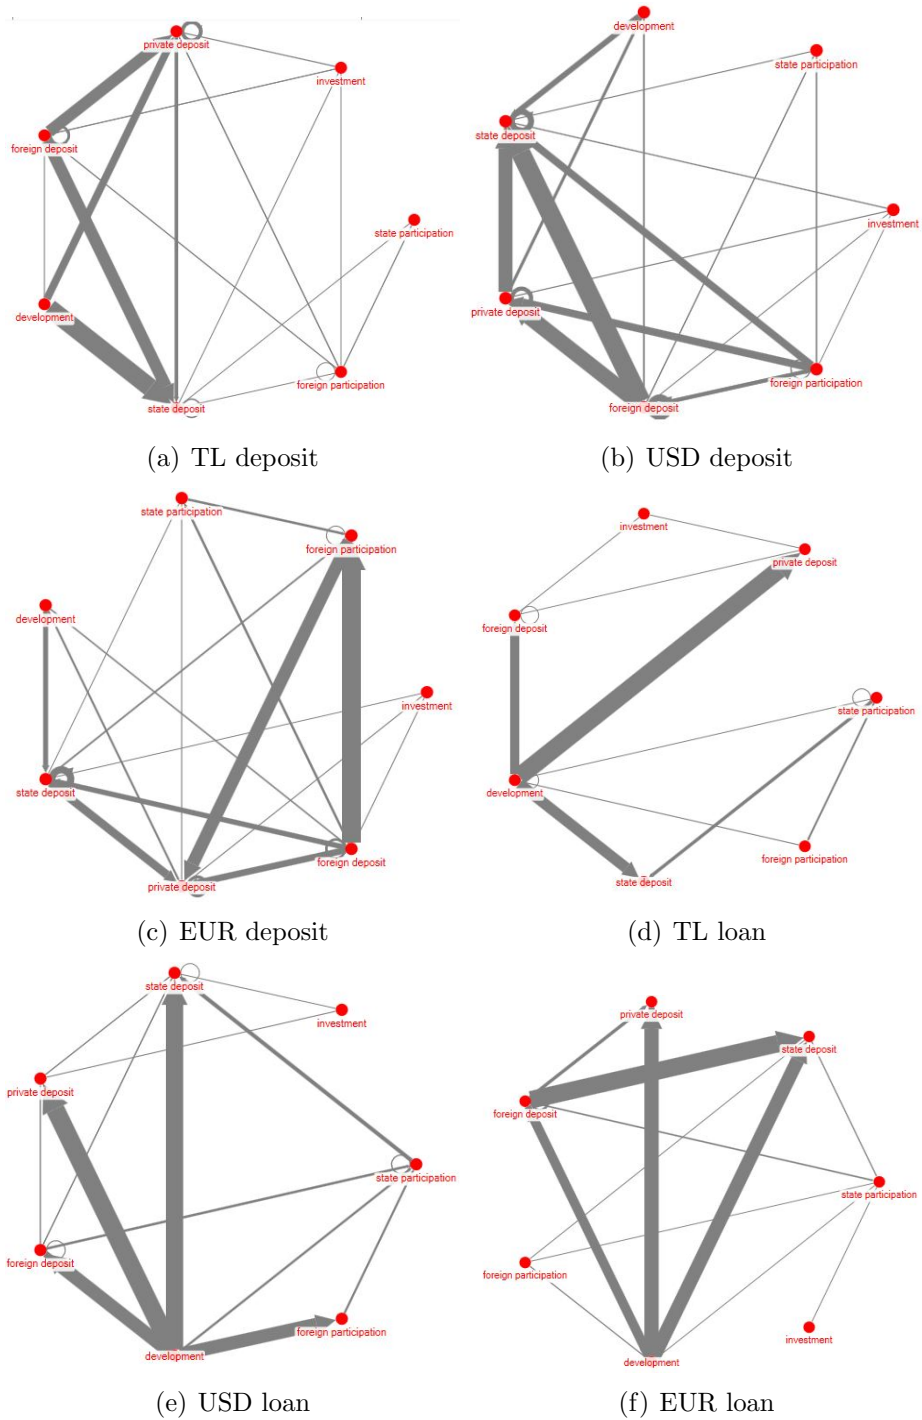 private deposit
investment
foreign deposit
state participation
development
foreign participation
state deposit
(a) TL deposit
development
state participation
state deposit
investment
private deposit
foreign participation
foreign deposit
(b) USD deposit
state participation
foreign participation
development
investment
state deposit
foreign deposit
private deposit
(c) EUR deposit
investment
private deposit
foreign deposit
state participation
development
foreign participation
state deposit
(d) TL loan
state deposit
investment
private deposit
state participation
foreign deposit
foreign participation
development
(e) USD loan
private deposit
state deposit
foreign deposit
state participation
foreign participation
investment
development
(f) EUR loan